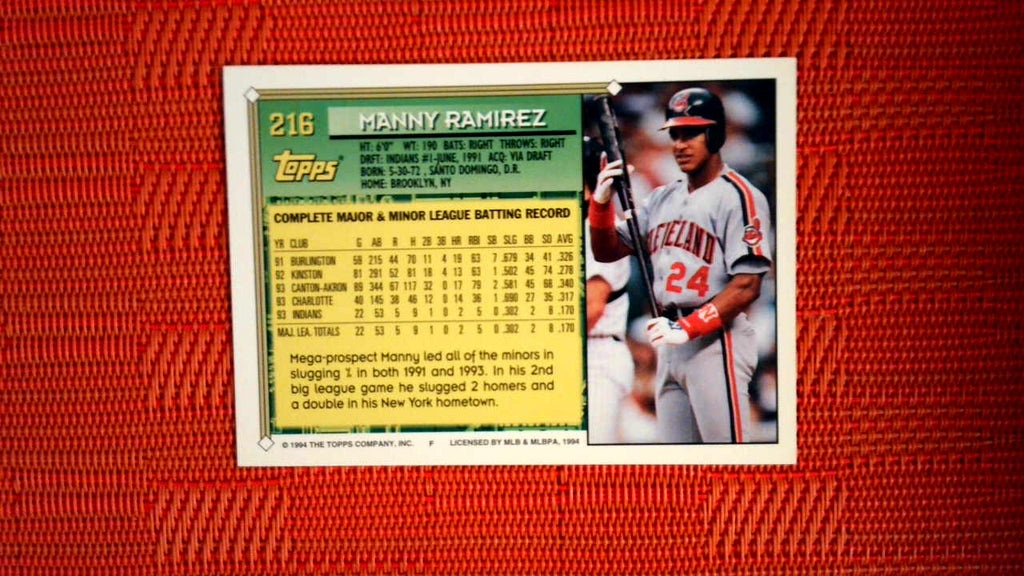 216
MANNY RAMIREZ
Topps
HT: 6'0" WT: 190 BATS: RIGHT THROWS: RIGHT
DRFT: INDIANS #1-JUNE, 1991 ACQ: VIA DRAFT
BORN: 5-30-72, SANTO DOMINGO, D.R.
HOME: BROOKLYN, NY
COMPLETE MAJOR & MINOR LEAGUE BATTING RECORD
YR CLUB G AB R H 2B 3B HR RBI SB SLG BB SO AVG
91 BURLINGTON 59 215 44 70 11 4 19 63 7 .679 34 41 .326
92 KINSTON 81 291 52 81 18 4 13 63 1 .502 45 74 .278
93 CANTON-AKRON 89 344 67 117 32 0 17 79 2 .581 45 68 .340
93 CHARLOTTE 40 145 38 46 12 0 14 36 1 .690 27 35 .317
93 INDIANS 22 53 5 9 1 0 2 5 0 .302 2 8 .170
MAJ. LEA. TOTALS 22 53 5 9 1 0 2 5 0 .302 2 8 .170
Mega-prospect Manny led all of the minors in
slugging % in both 1991 and 1993. In his 2nd
big league game he slugged 2 homers and
a double in his New York hometown.
© 1994 THE TOPPS COMPANY, INC. F LICENSED BY MLB & MLBPA, 1994
CLEVELAND
24